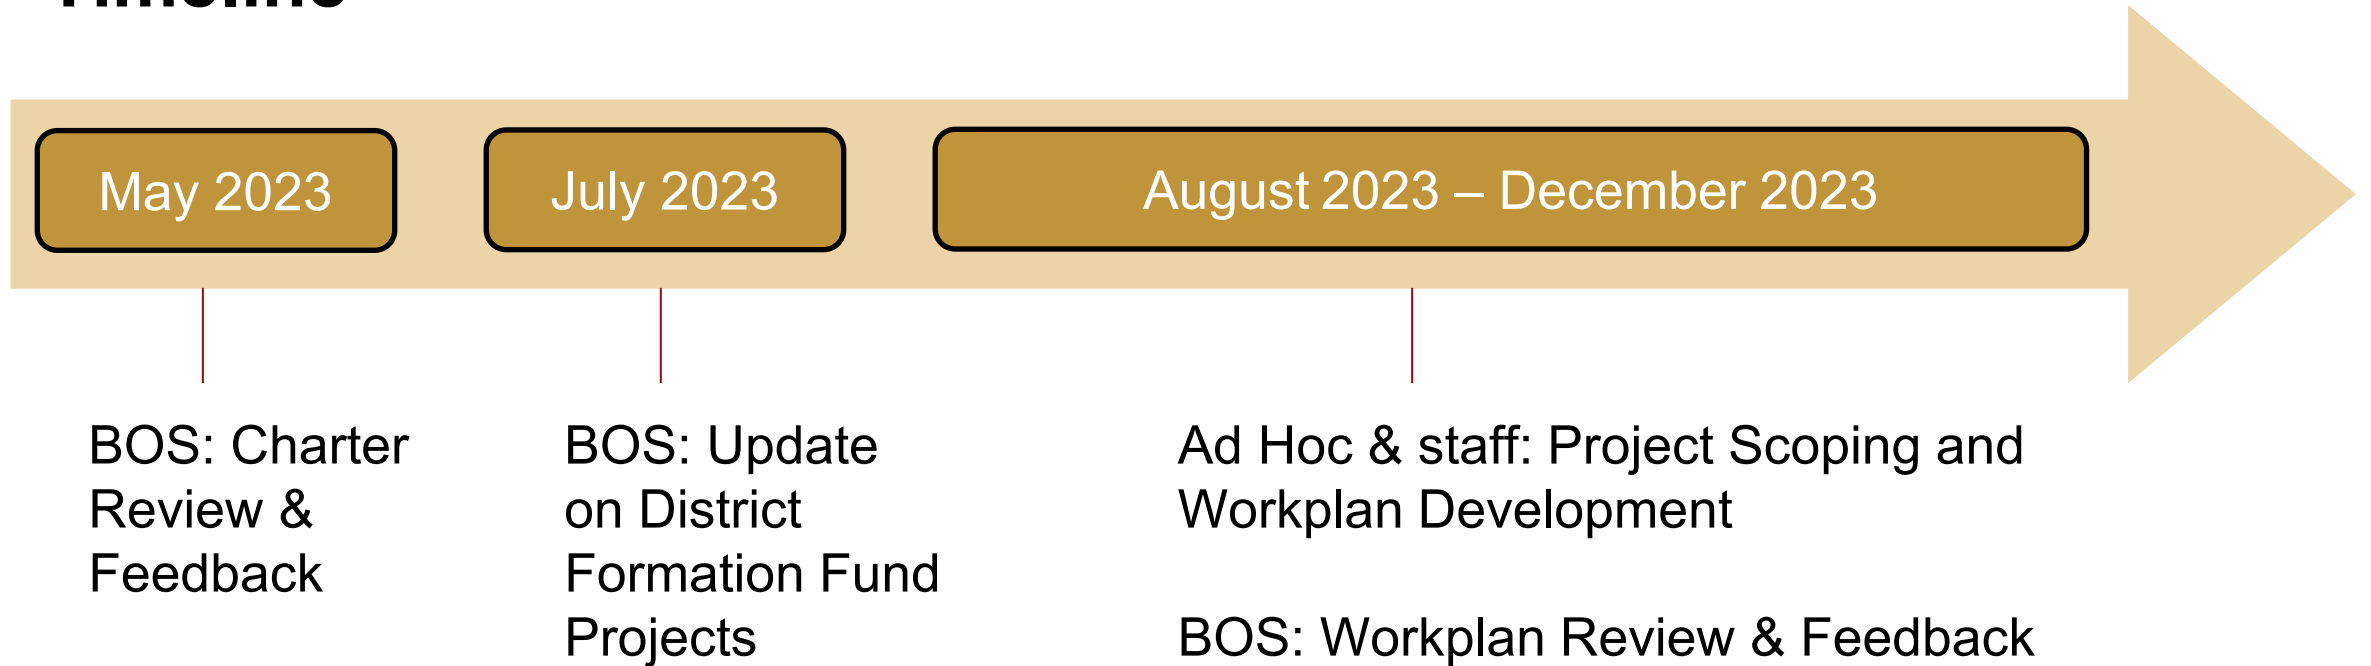 Timeline
May 2023
July 2023
August 2023 – December 2023
BOS: Charter
Review &
Feedback
BOS: Update
on District
Formation Fund
Projects
Ad Hoc & staff: Project Scoping and
Workplan Development
BOS: Workplan Review & Feedback